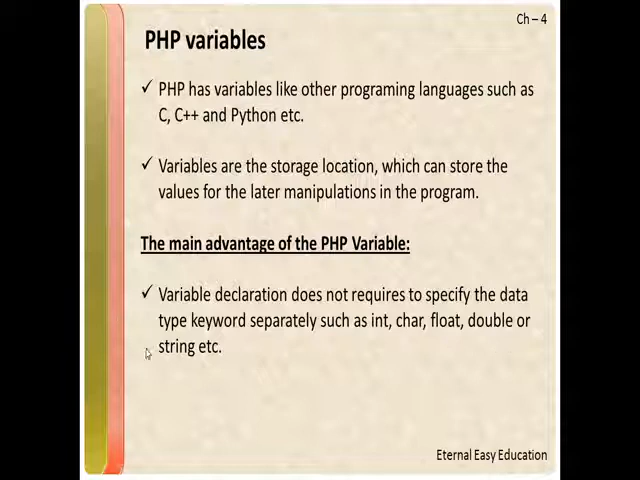 Ch – 4
PHP variables
✓ PHP has variables like other programing languages such as
C, C++ and Python etc.
✓ Variables are the storage location, which can store the
values for the later manipulations in the program.
The main advantage of the PHP Variable:
✓ Variable declaration does not requires to specify the data
type keyword separately such as int, char, float, double or
string etc.
Eternal Easy Education